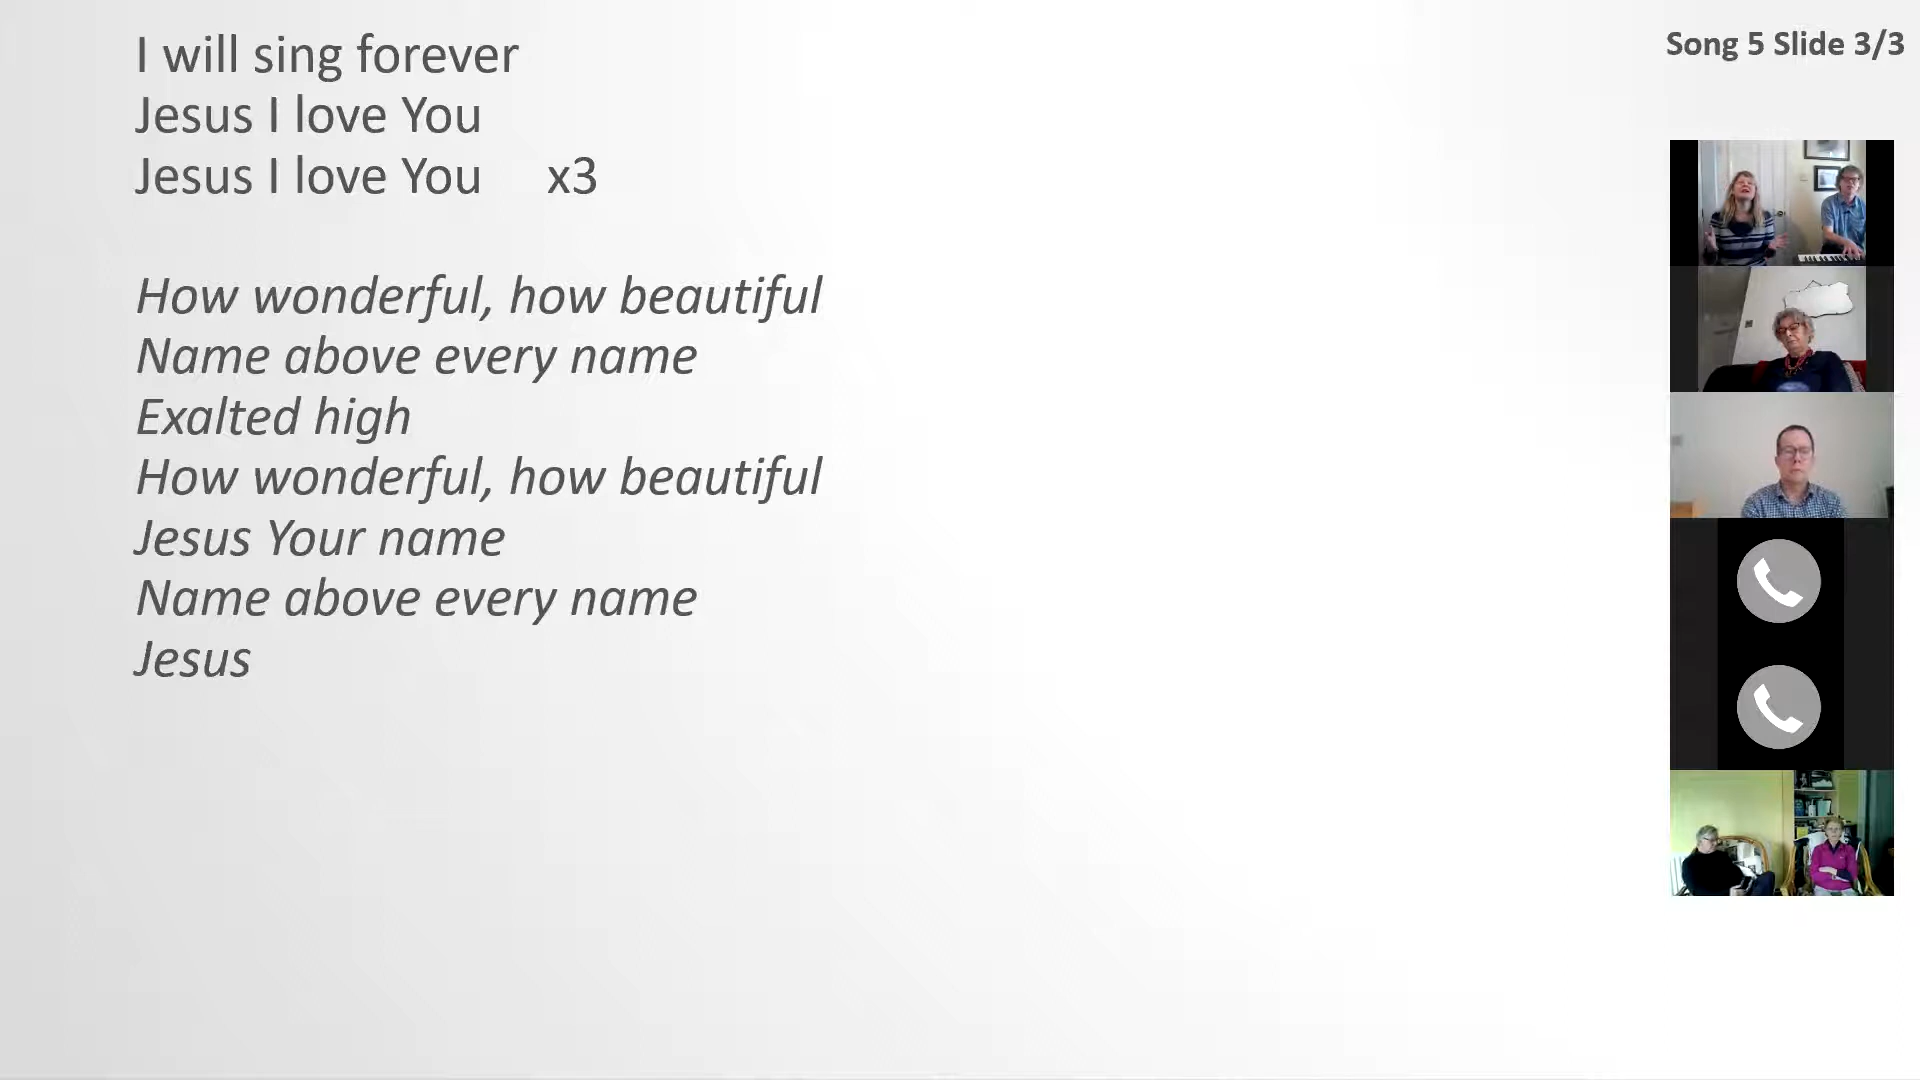 I will sing forever
Jesus I love You
Jesus I love You x3
How wonderful, how beautiful
Name above every name
Exalted high
How wonderful, how beautiful
Jesus Your name
Name above every name
Jesus
Song 5 Slide 3/3